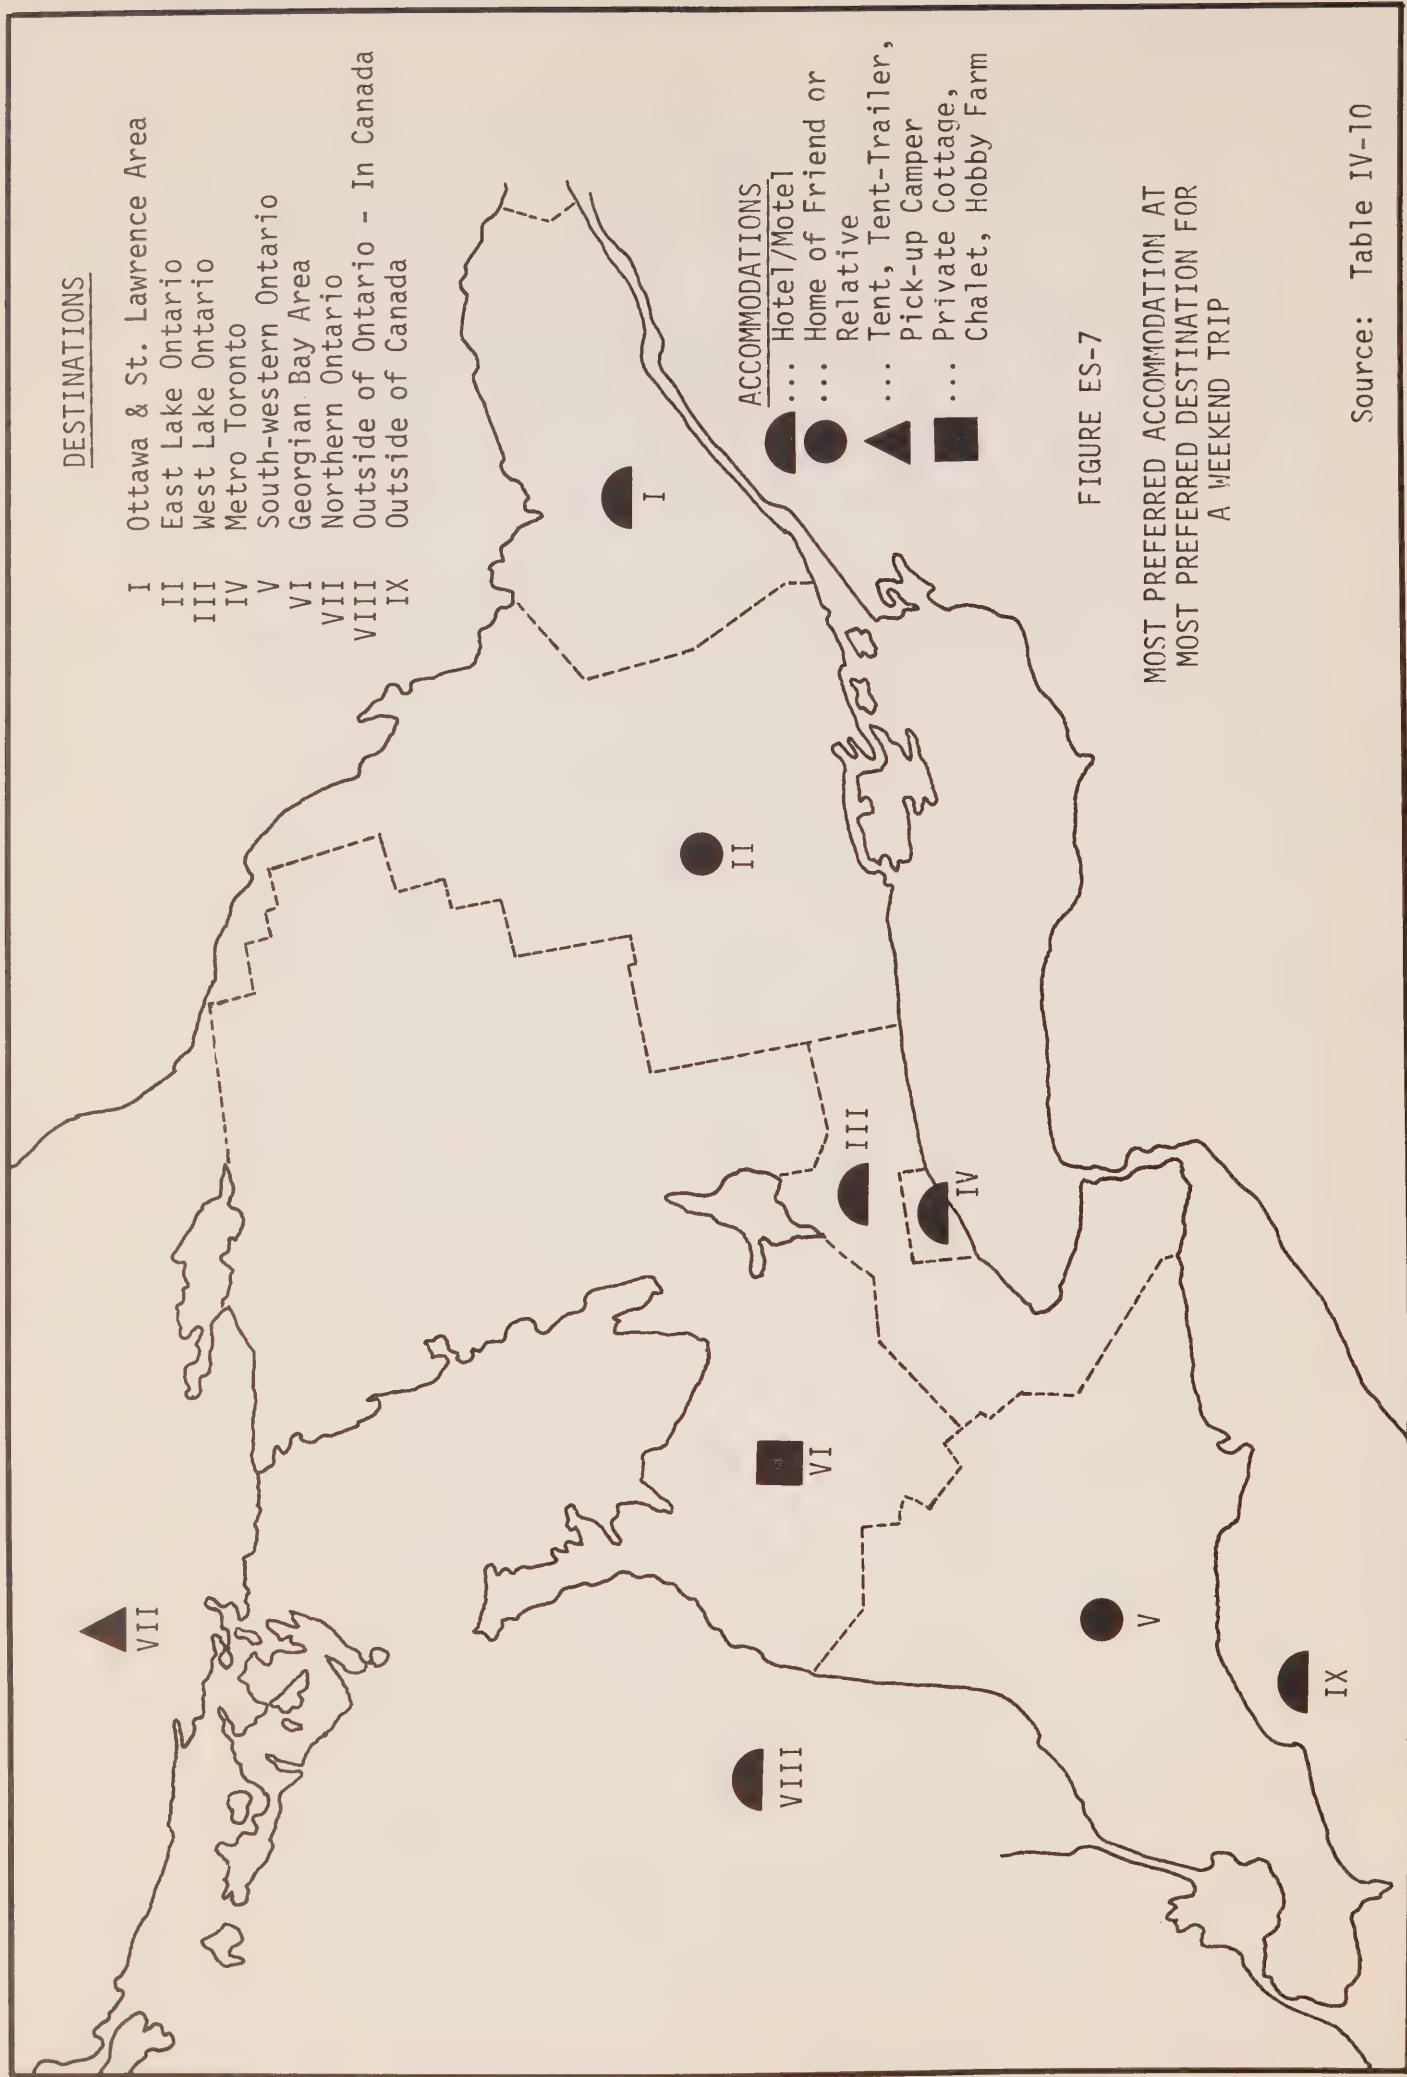 DESTINATIONS
I Ottawa & St. Lawrence Area
II East Lake Ontario
III West Lake Ontario
IV Metro Toronto
V South-western Ontario
VI Georgian Bay Area
VII Northern Ontario
VIII Outside of Ontario - In Canada
IX Outside of Canada
VII
I
II
III
IV
VI
VIII
V
IX
ACCOMMODATIONS
... Hotel/Motel
... Home of Friend or
Relative
... Tent, Tent-Trailer,
Pick-up Camper
... Private Cottage,
Chalet, Hobby Farm
FIGURE ES-7
MOST PREFERRED ACCOMMODATION AT
MOST PREFERRED DESTINATION FOR
A WEEKEND TRIP
Source: Table IV-10